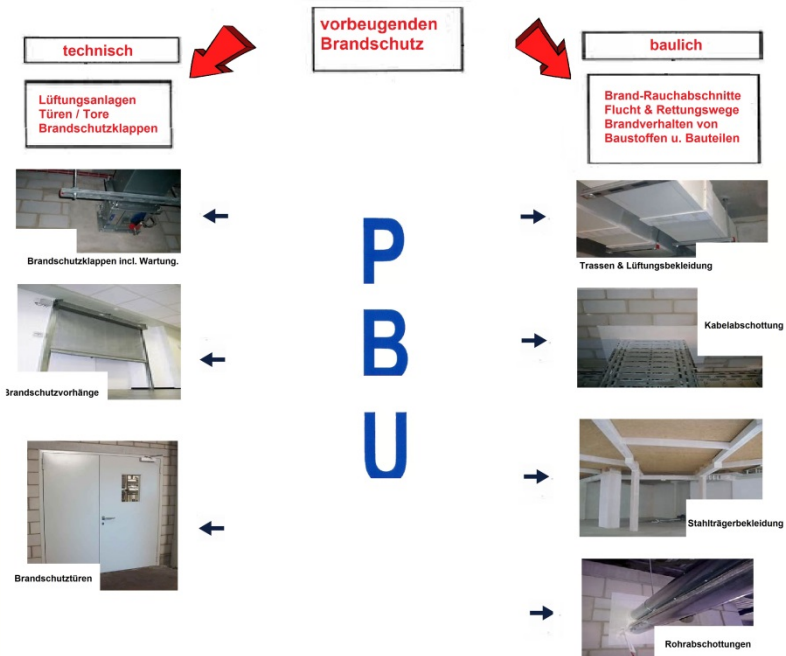 vorbeugenden
Brandschutz
technisch
baulich
Lüftungsanlagen
Türen / Tore
Brandschutzklappen
Brand-Rauchabschnitte
Flucht & Rettungswege
Brandverhalten von
Baustoffen u. Bauteilen
P
B
U
Brandschutzklappen incl. Wartung.
Trassen & Lüftungsbekleidung
Kabelabschottung
Brandschutzvorhänge
Stahlträgerbekleidung
Brandschutztüren
Rohrabschottungen